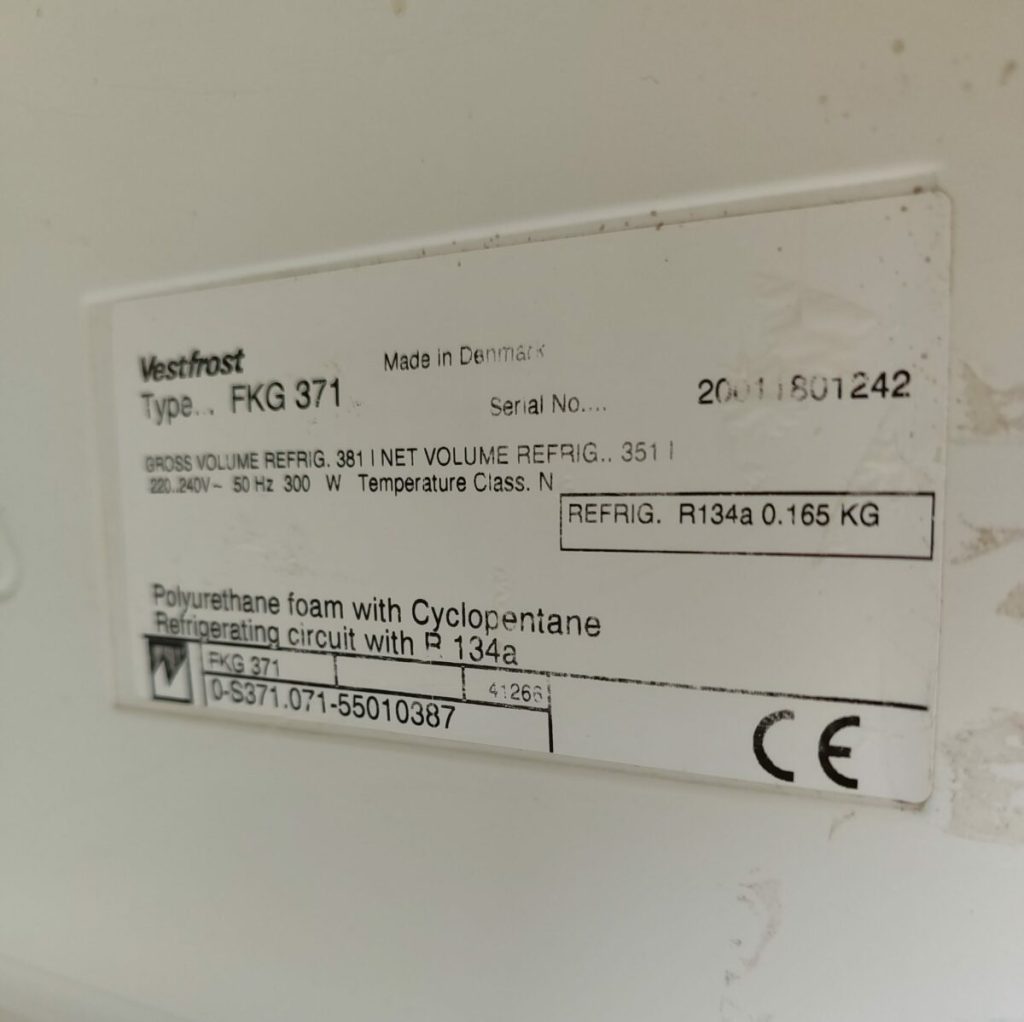 Vestfrost Made in Denmark
Type... FKG 371
Serial No....
GROSS VOLUME REFRIG. 381 l NET VOLUME REFRIG.. 351 l
220..240V~ 50 Hz 300 W Temperature Class. N
REFRIG. R134a 0.165 KG
Polyurethane foam with Cyclopentane
Refrigerating circuit with R 134a
FKG 371 41266
0-S371.071-55010387
CE